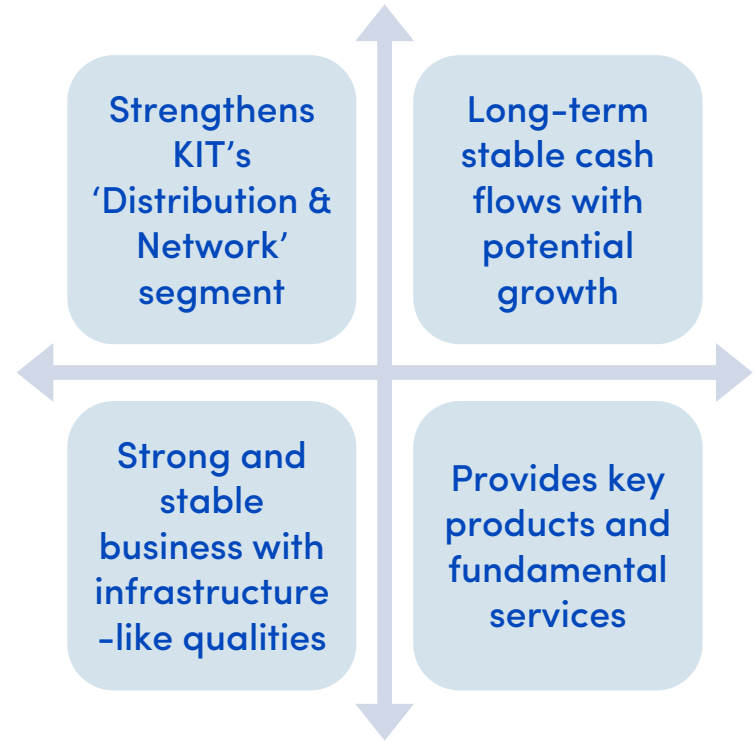 Strengthens
KIT’s
‘Distribution &
Network’
segment
Long-term
stable cash
flows with
potential
growth
Strong and
stable
business with
infrastructure
-like qualities
Provides key
products and
fundamental
services